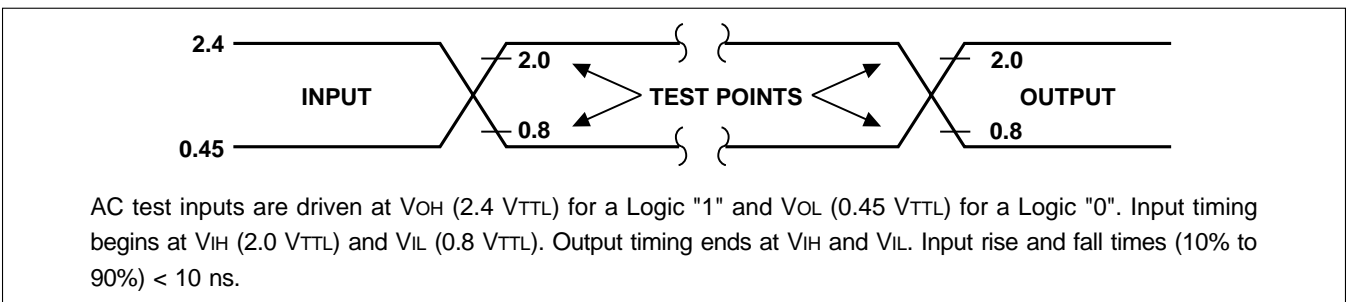 2.4
2.0
2.0
INPUT
TEST POINTS
OUTPUT
0.8
0.8
0.45
AC test inputs are driven at VOH (2.4 VTTL) for a Logic "1" and VOL (0.45 VTTL) for a Logic "0". Input timing
begins at VIH (2.0 VTTL) and VIL (0.8 VTTL). Output timing ends at VIH and VIL. Input rise and fall times (10% to
90%) < 10 ns.